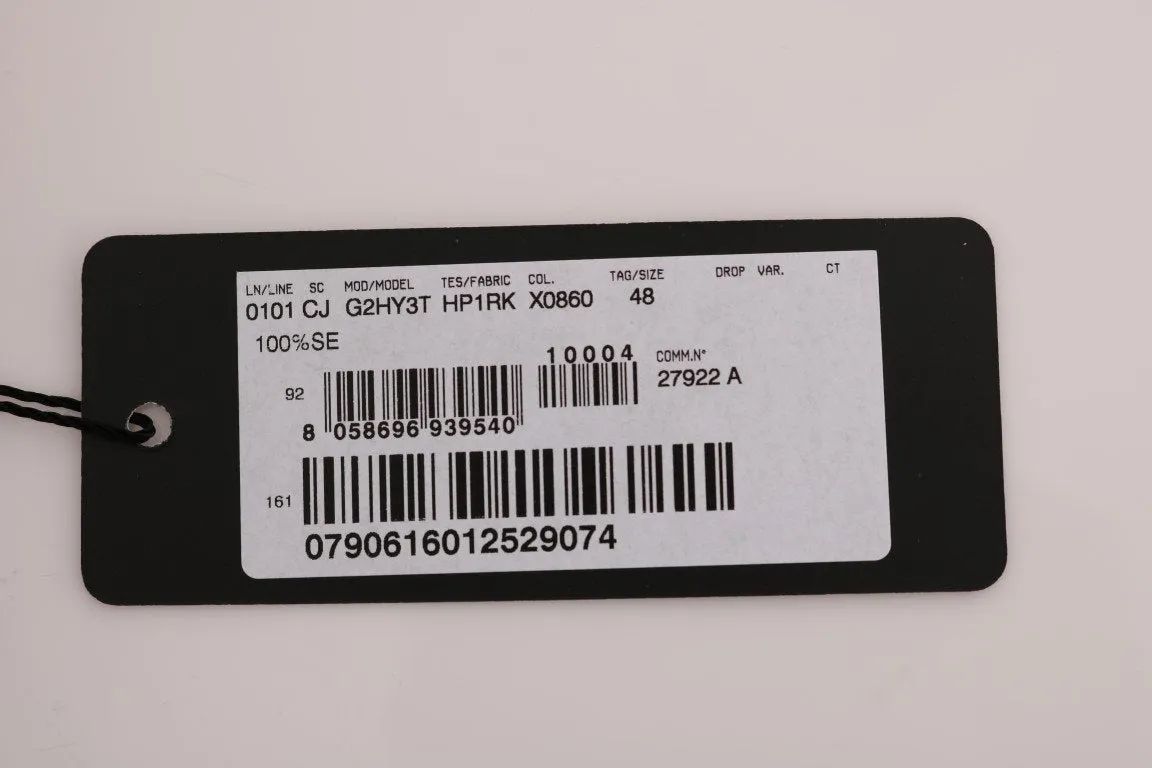 LN/LINE SC MOD/MODEL TES/FABRIC COL. TAG/SIZE DROP VAR. CT
0101 CJ G2HY3T HP1RK X0860 48
100%SE
10004 COMM.N°
92 27922 A
8 058696 939540
161
0790616012529074